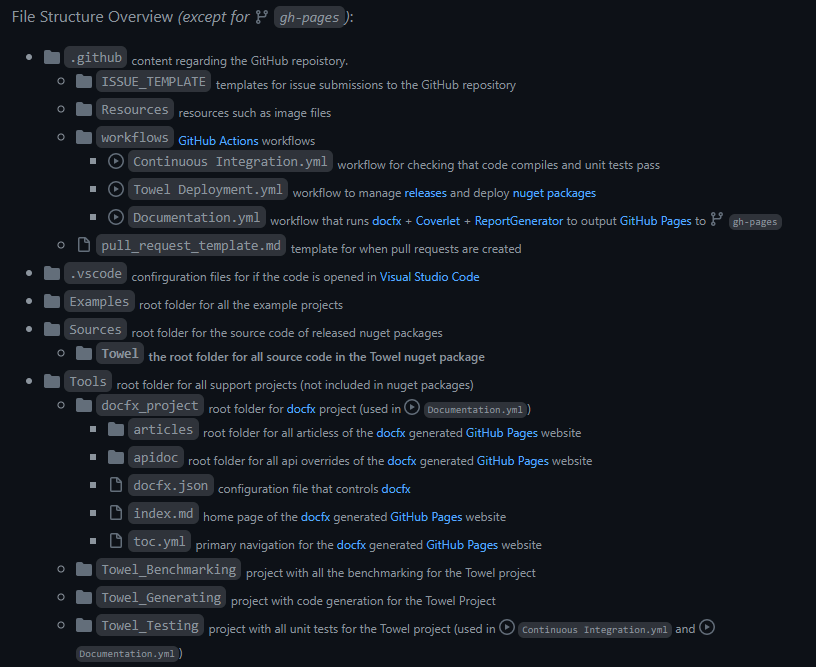 File Structure Overview (except for gh-pages):
.github content regarding the GitHub repoistory.
ISSUE_TEMPLATE templates for issue submissions to the GitHub repository
Resources resources such as image files
workflows GitHub Actions workflows
Continuous Integration.yml workflow for checking that code compiles and unit tests pass
Towel Deployment.yml workflow to manage releases and deploy nuget packages
Documentation.yml workflow that runs docfx + Coverlet + ReportGenerator to output GitHub Pages to gh-pages
pull_request_template.md template for when pull requests are created
.vscode confirguration files for if the code is opened in Visual Studio Code
Examples root folder for all the example projects
Sources root folder for the source code of released nuget packages
Towel the root folder for all source code in the Towel nuget package
Tools root folder for all support projects (not included in nuget packages)
docfx_project root folder for docfx project (used in Documentation.yml)
articles root folder for all articless of the docfx generated GitHub Pages website
apidoc root folder for all api overrides of the docfx generated GitHub Pages website
docfx.json configuration file that controls docfx
index.md home page of the docfx generated GitHub Pages website
toc.yml primary navigation for the docfx generated GitHub Pages website
Towel_Benchmarking project with all the benchmarking for the Towel project
Towel_Generating project with code generation for the Towel Project
Towel_Testing project with all unit tests for the Towel project (used in Continuous Integration.yml and
Documentation.yml)